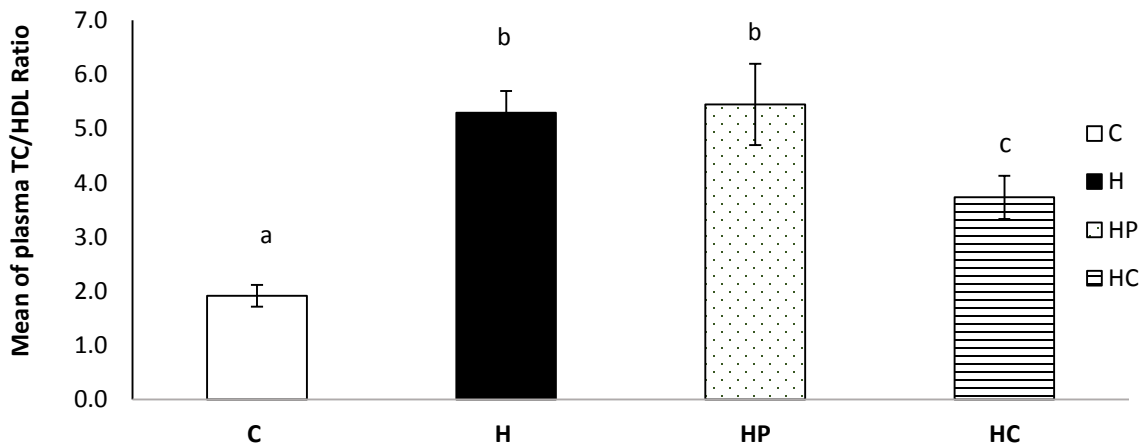 Mean of plasma TC/HDL Ratio
7.0
6.0
5.0
4.0
3.0
2.0
1.0
0.0
a
b
b
c
C
H
HP
HC
C
H
HP
HC